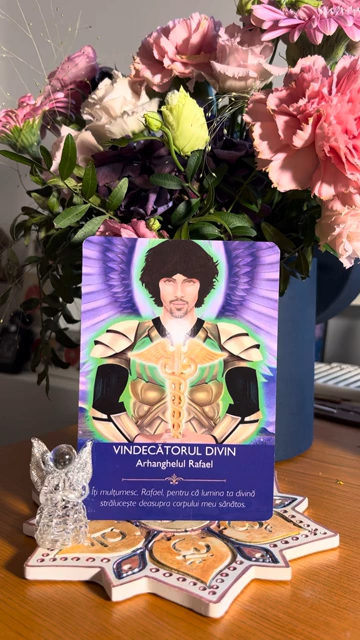 VINDECĂTORUL DIVIN
Arhanghelul Rafael
Îți mulțumesc, Rafael, pentru că lumina ta divină
strălucește deasupra corpului meu sănătos.